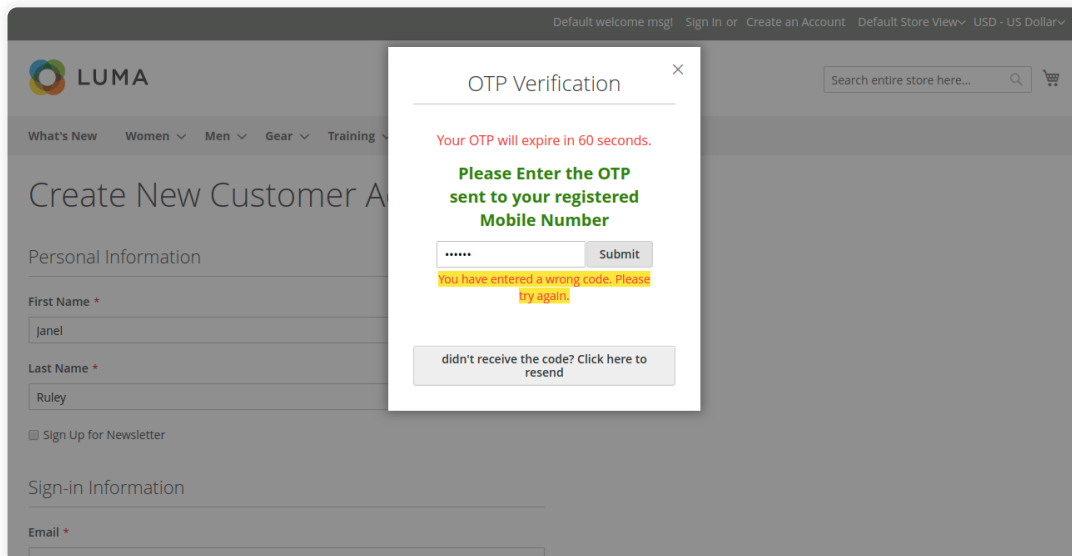 Default welcome msg! Sign In or Create an Account Default Store View USD - US Dollar
LUMA
Search entire store here...
What's New Women Men Gear Training
OTP Verification
Your OTP will expire in 60 seconds.
Please Enter the OTP
sent to your registered
Mobile Number
•••••• Submit
You have entered a wrong code. Please
try again.
didn't receive the code? Click here to
resend
Create New Customer A
Personal Information
First Name *
Janel
Last Name *
Ruley
Sign Up for Newsletter
Sign-in Information
Email *